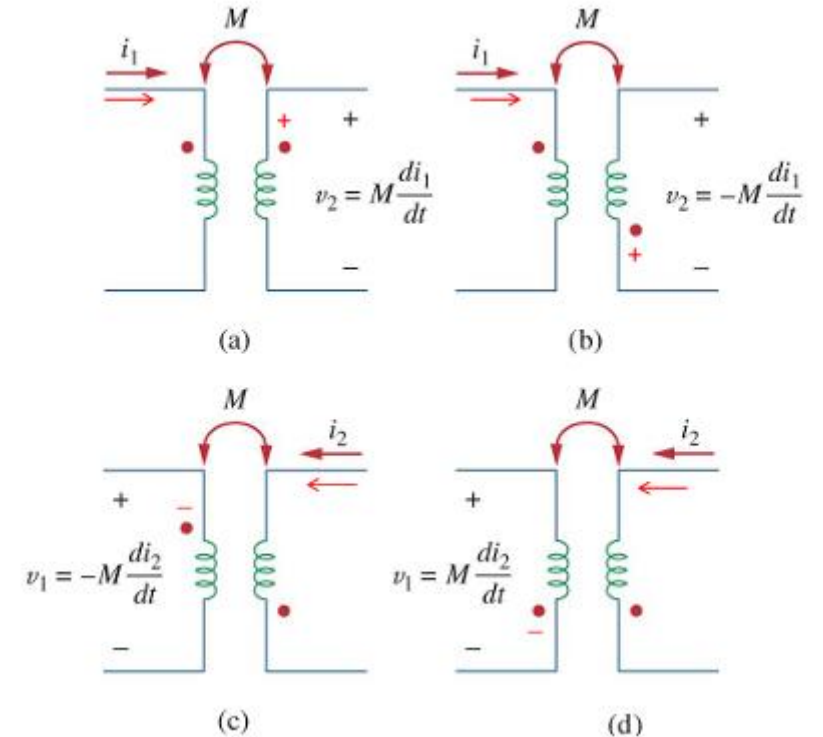 M
i₁
+
+
v₂ = M di₁/dt
−
(a)
M
i₁
+
v₂ = −M di₁/dt
+
−
(b)
M
i₂
+
−
v₁ = −M di₂/dt
−
(c)
M
i₂
+
v₁ = M di₂/dt
−
−
(d)